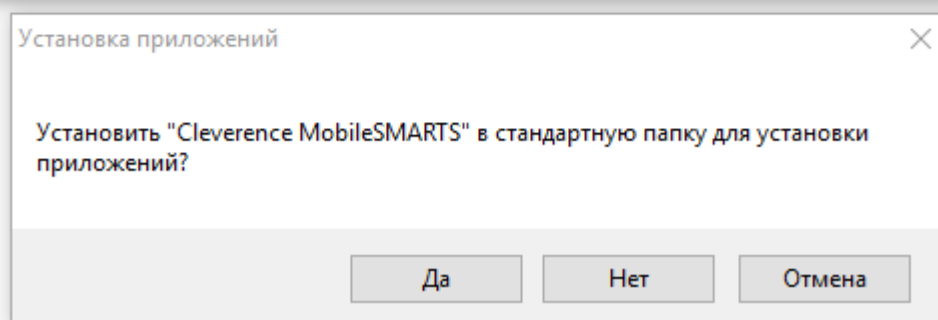 Установка приложений
Установить "Cleverence MobileSMARTS" в стандартную папку для установки
приложений?
Да
Нет
Отмена